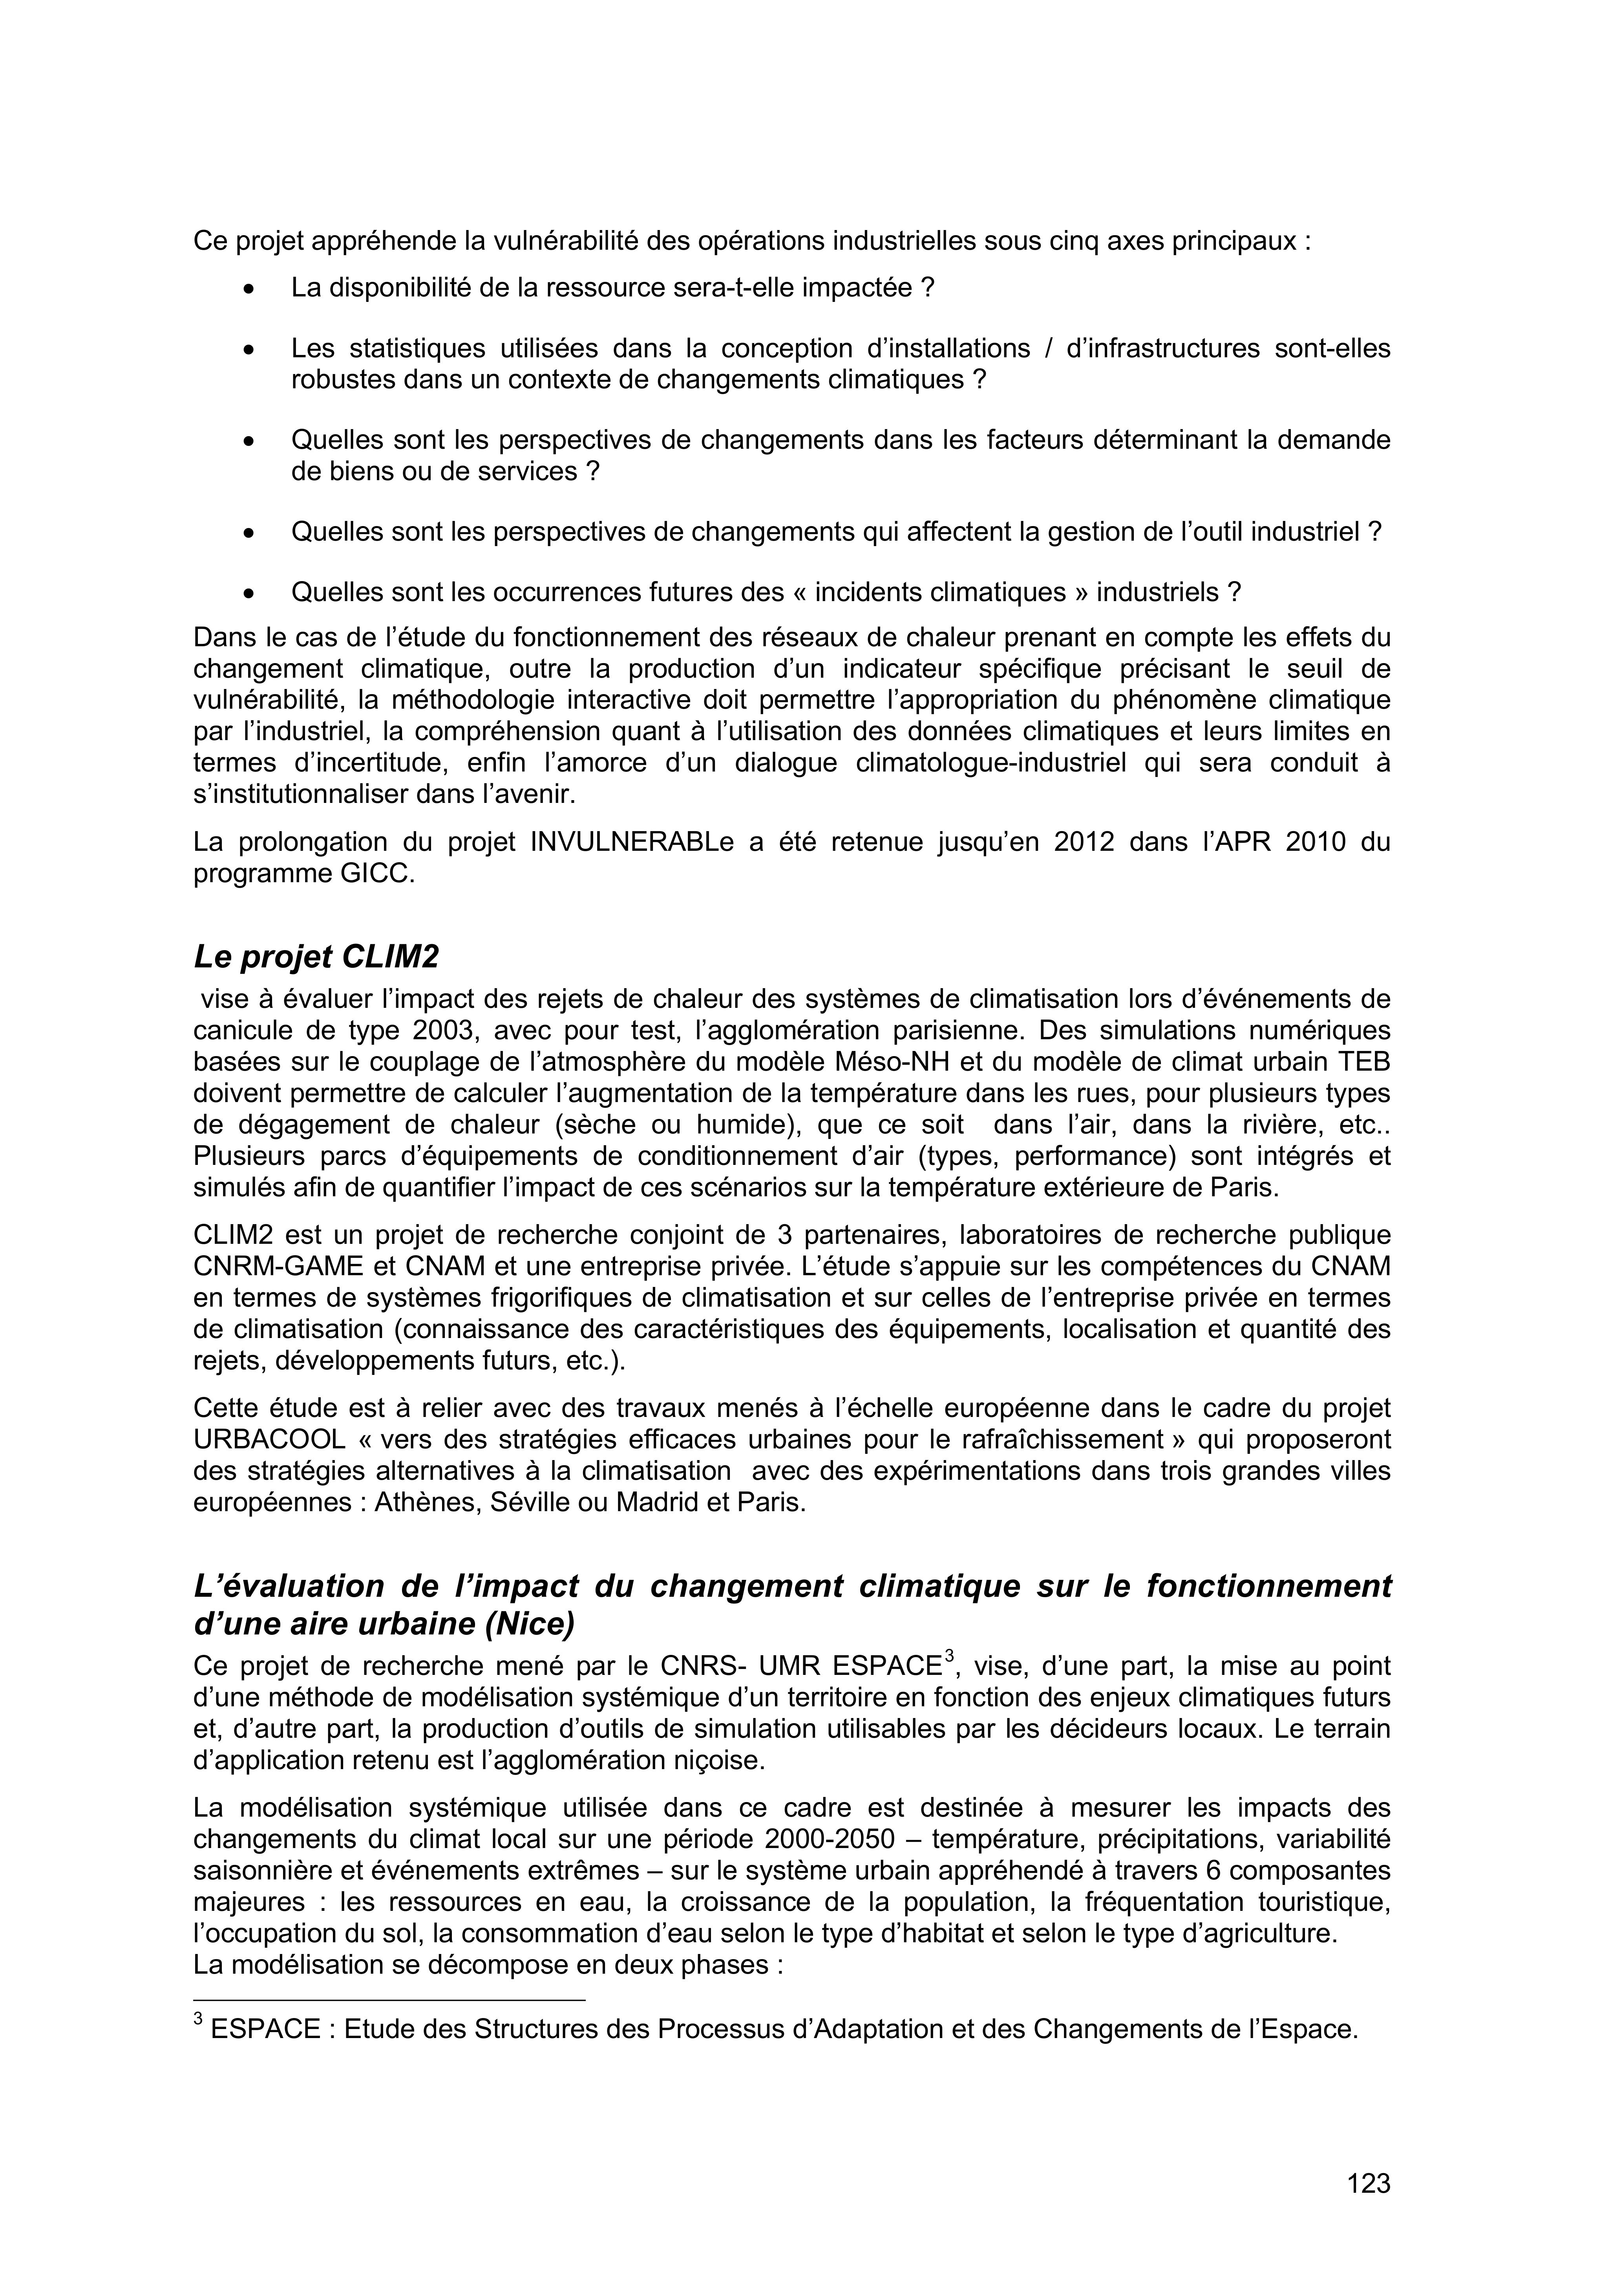 Ce projet appréhende la vulnérabilité des opérations industrielles sous cinq axes principaux :
• La disponibilité de la ressource sera-t-elle impactée ?
• Les statistiques utilisées dans la conception d’installations / d’infrastructures sont-elles
robustes dans un contexte de changements climatiques ?
• Quelles sont les perspectives de changements dans les facteurs déterminant la demande
de biens ou de services ?
• Quelles sont les perspectives de changements qui affectent la gestion de l’outil industriel ?
• Quelles sont les occurrences futures des « incidents climatiques » industriels ?
Dans le cas de l’étude du fonctionnement des réseaux de chaleur prenant en compte les effets du
changement climatique, outre la production d’un indicateur spécifique précisant le seuil de
vulnérabilité, la méthodologie interactive doit permettre l’appropriation du phénomène climatique
par l’industriel, la compréhension quant à l’utilisation des données climatiques et leurs limites en
termes d’incertitude, enfin l’amorce d’un dialogue climatologue-industriel qui sera conduit à
s’institutionnaliser dans l’avenir.
La prolongation du projet INVULNERABLe a été retenue jusqu’en 2012 dans l’APR 2010 du
programme GICC.
Le projet CLIM2
vise à évaluer l’impact des rejets de chaleur des systèmes de climatisation lors d’événements de
canicule de type 2003, avec pour test, l’agglomération parisienne. Des simulations numériques
basées sur le couplage de l’atmosphère du modèle Méso-NH et du modèle de climat urbain TEB
doivent permettre de calculer l’augmentation de la température dans les rues, pour plusieurs types
de dégagement de chaleur (sèche ou humide), que ce soit dans l’air, dans la rivière, etc..
Plusieurs parcs d’équipements de conditionnement d’air (types, performance) sont intégrés et
simulés afin de quantifier l’impact de ces scénarios sur la température extérieure de Paris.
CLIM2 est un projet de recherche conjoint de 3 partenaires, laboratoires de recherche publique
CNRM-GAME et CNAM et une entreprise privée. L’étude s’appuie sur les compétences du CNAM
en termes de systèmes frigorifiques de climatisation et sur celles de l’entreprise privée en termes
de climatisation (connaissance des caractéristiques des équipements, localisation et quantité des
rejets, développements futurs, etc.).
Cette étude est à relier avec des travaux menés à l’échelle européenne dans le cadre du projet
URBACOOL « vers des stratégies efficaces urbaines pour le rafraîchissement » qui proposeront
des stratégies alternatives à la climatisation avec des expérimentations dans trois grandes villes
européennes : Athènes, Séville ou Madrid et Paris.
L’évaluation de l’impact du changement climatique sur le fonctionnement
d’une aire urbaine (Nice)
Ce projet de recherche mené par le CNRS- UMR ESPACE3, vise, d’une part, la mise au point
d’une méthode de modélisation systémique d’un territoire en fonction des enjeux climatiques futurs
et, d’autre part, la production d’outils de simulation utilisables par les décideurs locaux. Le terrain
d’application retenu est l’agglomération niçoise.
La modélisation systémique utilisée dans ce cadre est destinée à mesurer les impacts des
changements du climat local sur une période 2000-2050 – température, précipitations, variabilité
saisonnière et événements extrêmes – sur le système urbain appréhendé à travers 6 composantes
majeures : les ressources en eau, la croissance de la population, la fréquentation touristique,
l’occupation du sol, la consommation d’eau selon le type d’habitat et selon le type d’agriculture.
La modélisation se décompose en deux phases :
3 ESPACE : Etude des Structures des Processus d’Adaptation et des Changements de l’Espace.
123